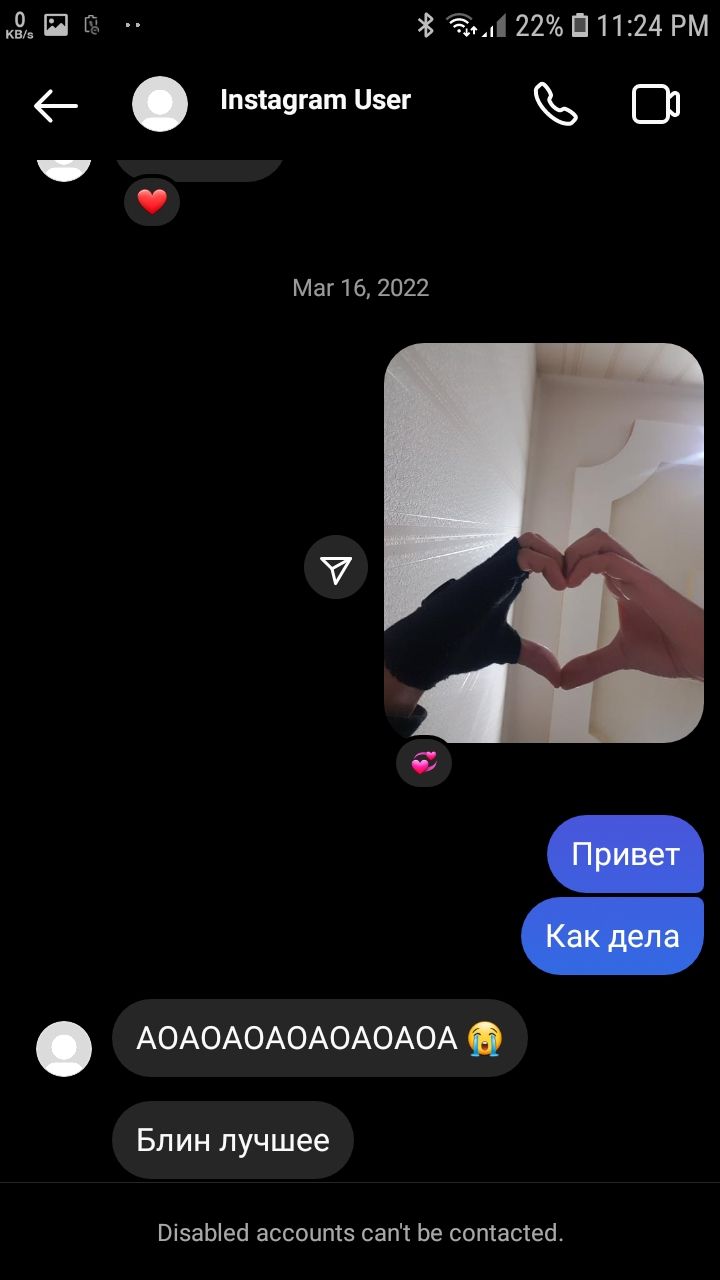 0
KB/s
22%
11:24 PM
Instagram User
Mar 16, 2022
Привет
Как дела
АОАОАОАОАОАОАОА 😭
Блин лучшее
Disabled accounts can't be contacted.